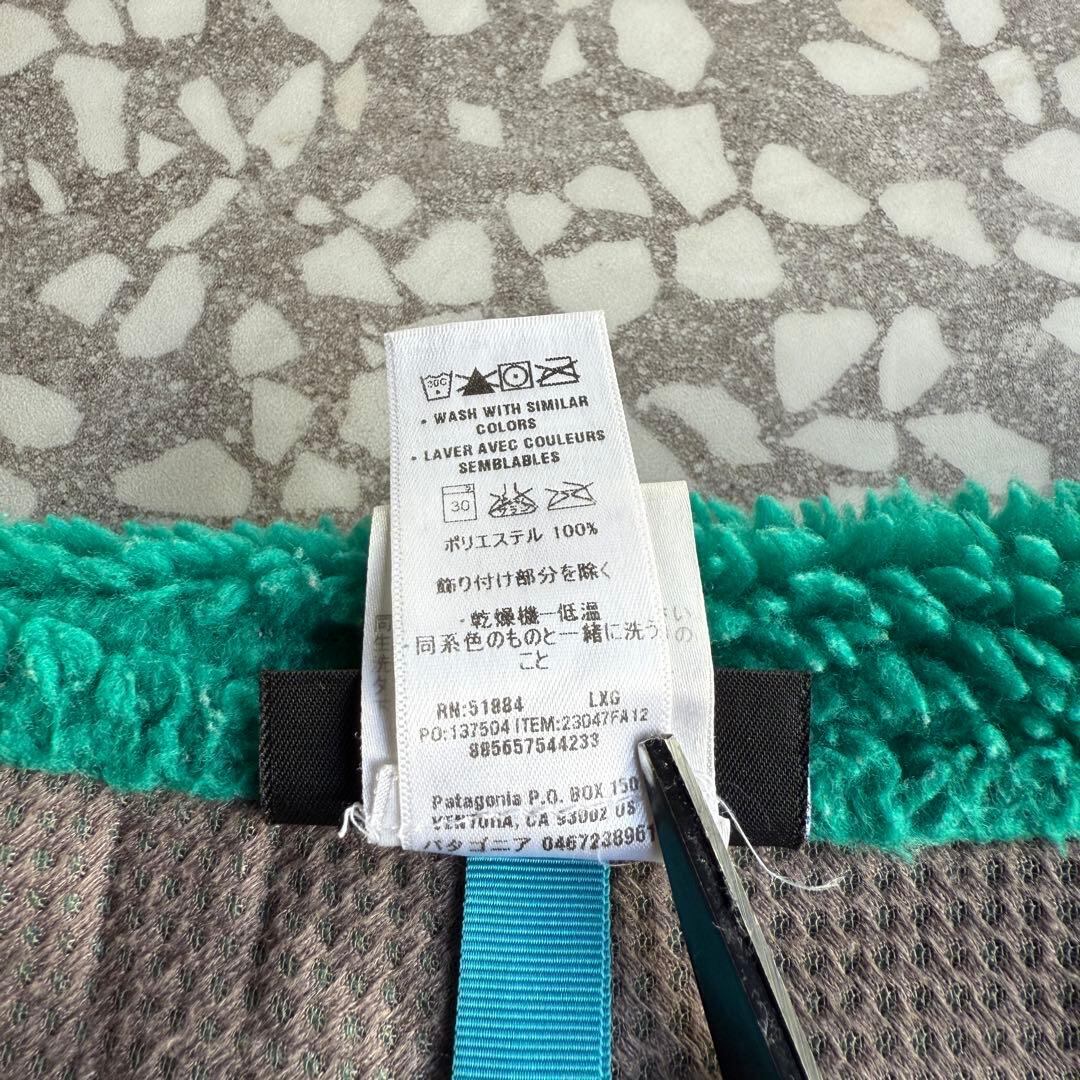 30C
• WASH WITH SIMILAR
COLORS
• LAVER AVEC COULEURS
SEMBLABLES
30
ポリエステル 100%
飾り付け部分を除く
・乾燥機一低温
・同系色のものと一緒に洗う
こと
RN:51884 LXG
PO:137504 ITEM:23047FA12
885657544233
Patagonia P.O. BOX 150
VENTURA, CA 93002 US
パタゴニア 0467238961